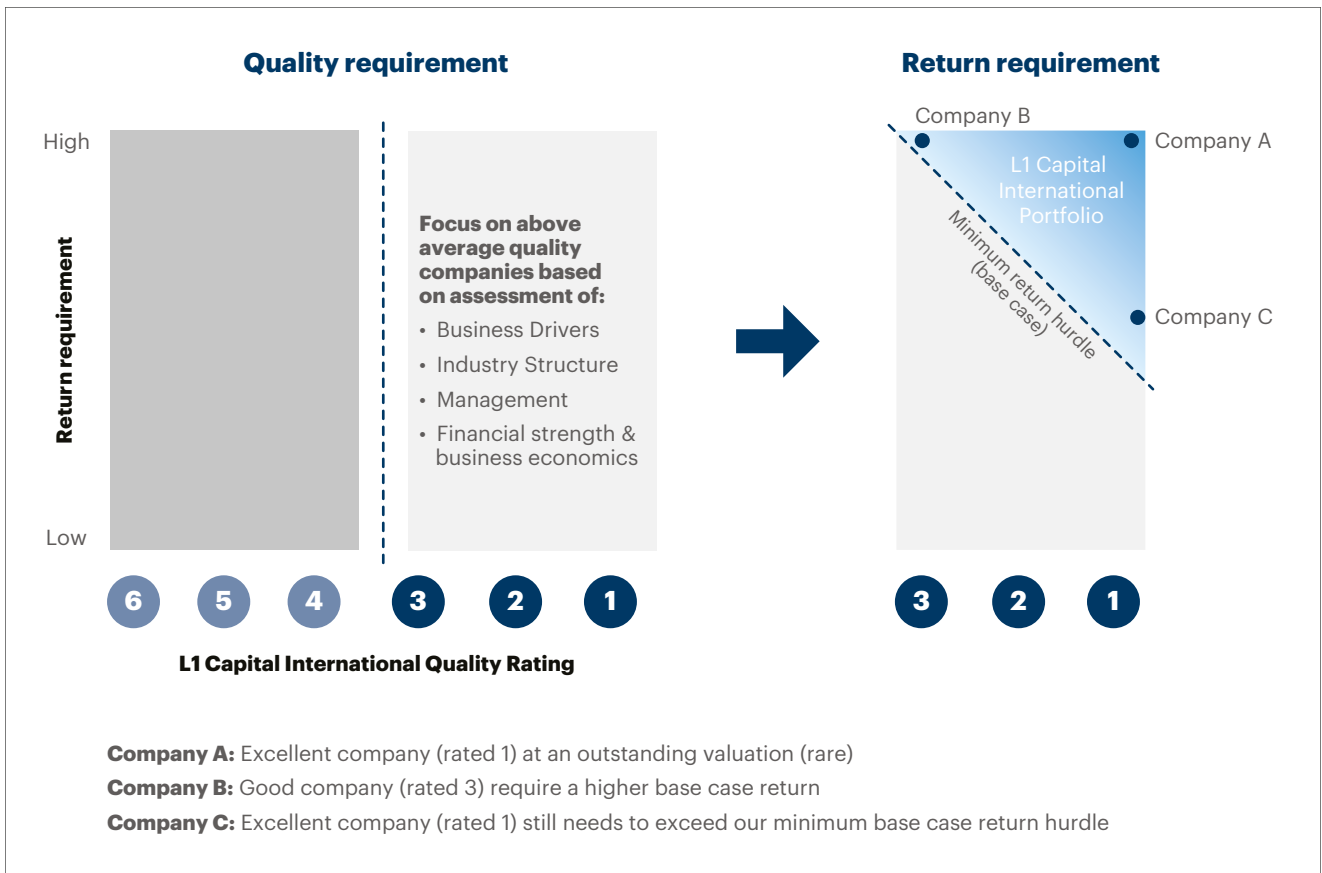 Quality requirement
High
Return requirement
Low
Focus on above
average quality
companies based
on assessment of:
• Business Drivers
• Industry Structure
• Management
• Financial strength &
business economics
6
5
4
3
2
1
L1 Capital International Quality Rating
Return requirement
Company B
Company A
L1 Capital
International
Portfolio
Minimum return hurdle
(base case)
Company C
3
2
1
Company A: Excellent company (rated 1) at an outstanding valuation (rare)
Company B: Good company (rated 3) require a higher base case return
Company C: Excellent company (rated 1) still needs to exceed our minimum base case return hurdle